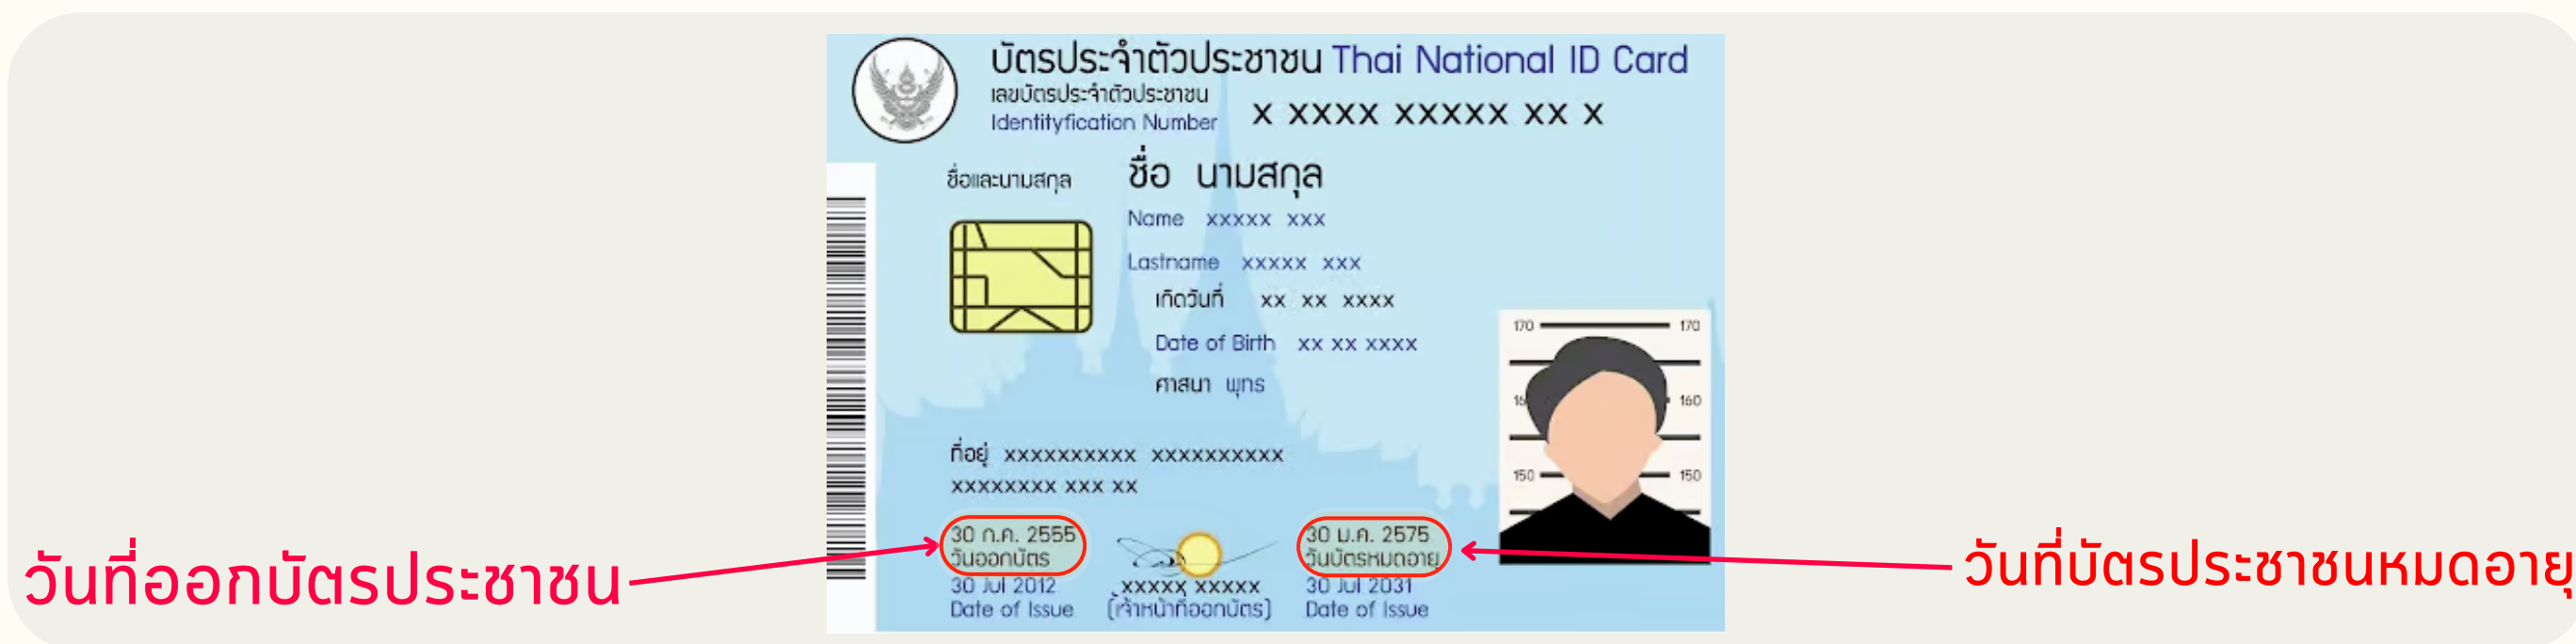 บัตรประจำตัวประชาชน Thai National ID Card
เลขบัตรประจำตัวประชาชน
Identityfication Number x xxxx xxxxx xx x
ชื่อและนามสกุล ชื่อ นามสกุล
Name xxxxx xxx
Lastname xxxxx xxx
เกิดวันที่ xx xx xxxx
Date of Birth xx xx xxxx
ศาสนา พุทธ
170 170
160
150 150
ที่อยู่ xxxxxxxxxx xxxxxxxxxx
xxxxxxxx xxx xx
30 ก.ค. 2555
วันออกบัตร
30 Jul 2012
Date of Issue
xxxxx xxxxx
(เจ้าหน้าที่ออกบัตร)
30 ม.ค. 2575
วันบัตรหมดอายุ
30 Jul 2031
Date of Issue
วันที่ออกบัตรประชาชน
วันที่บัตรประชาชนหมดอายุ